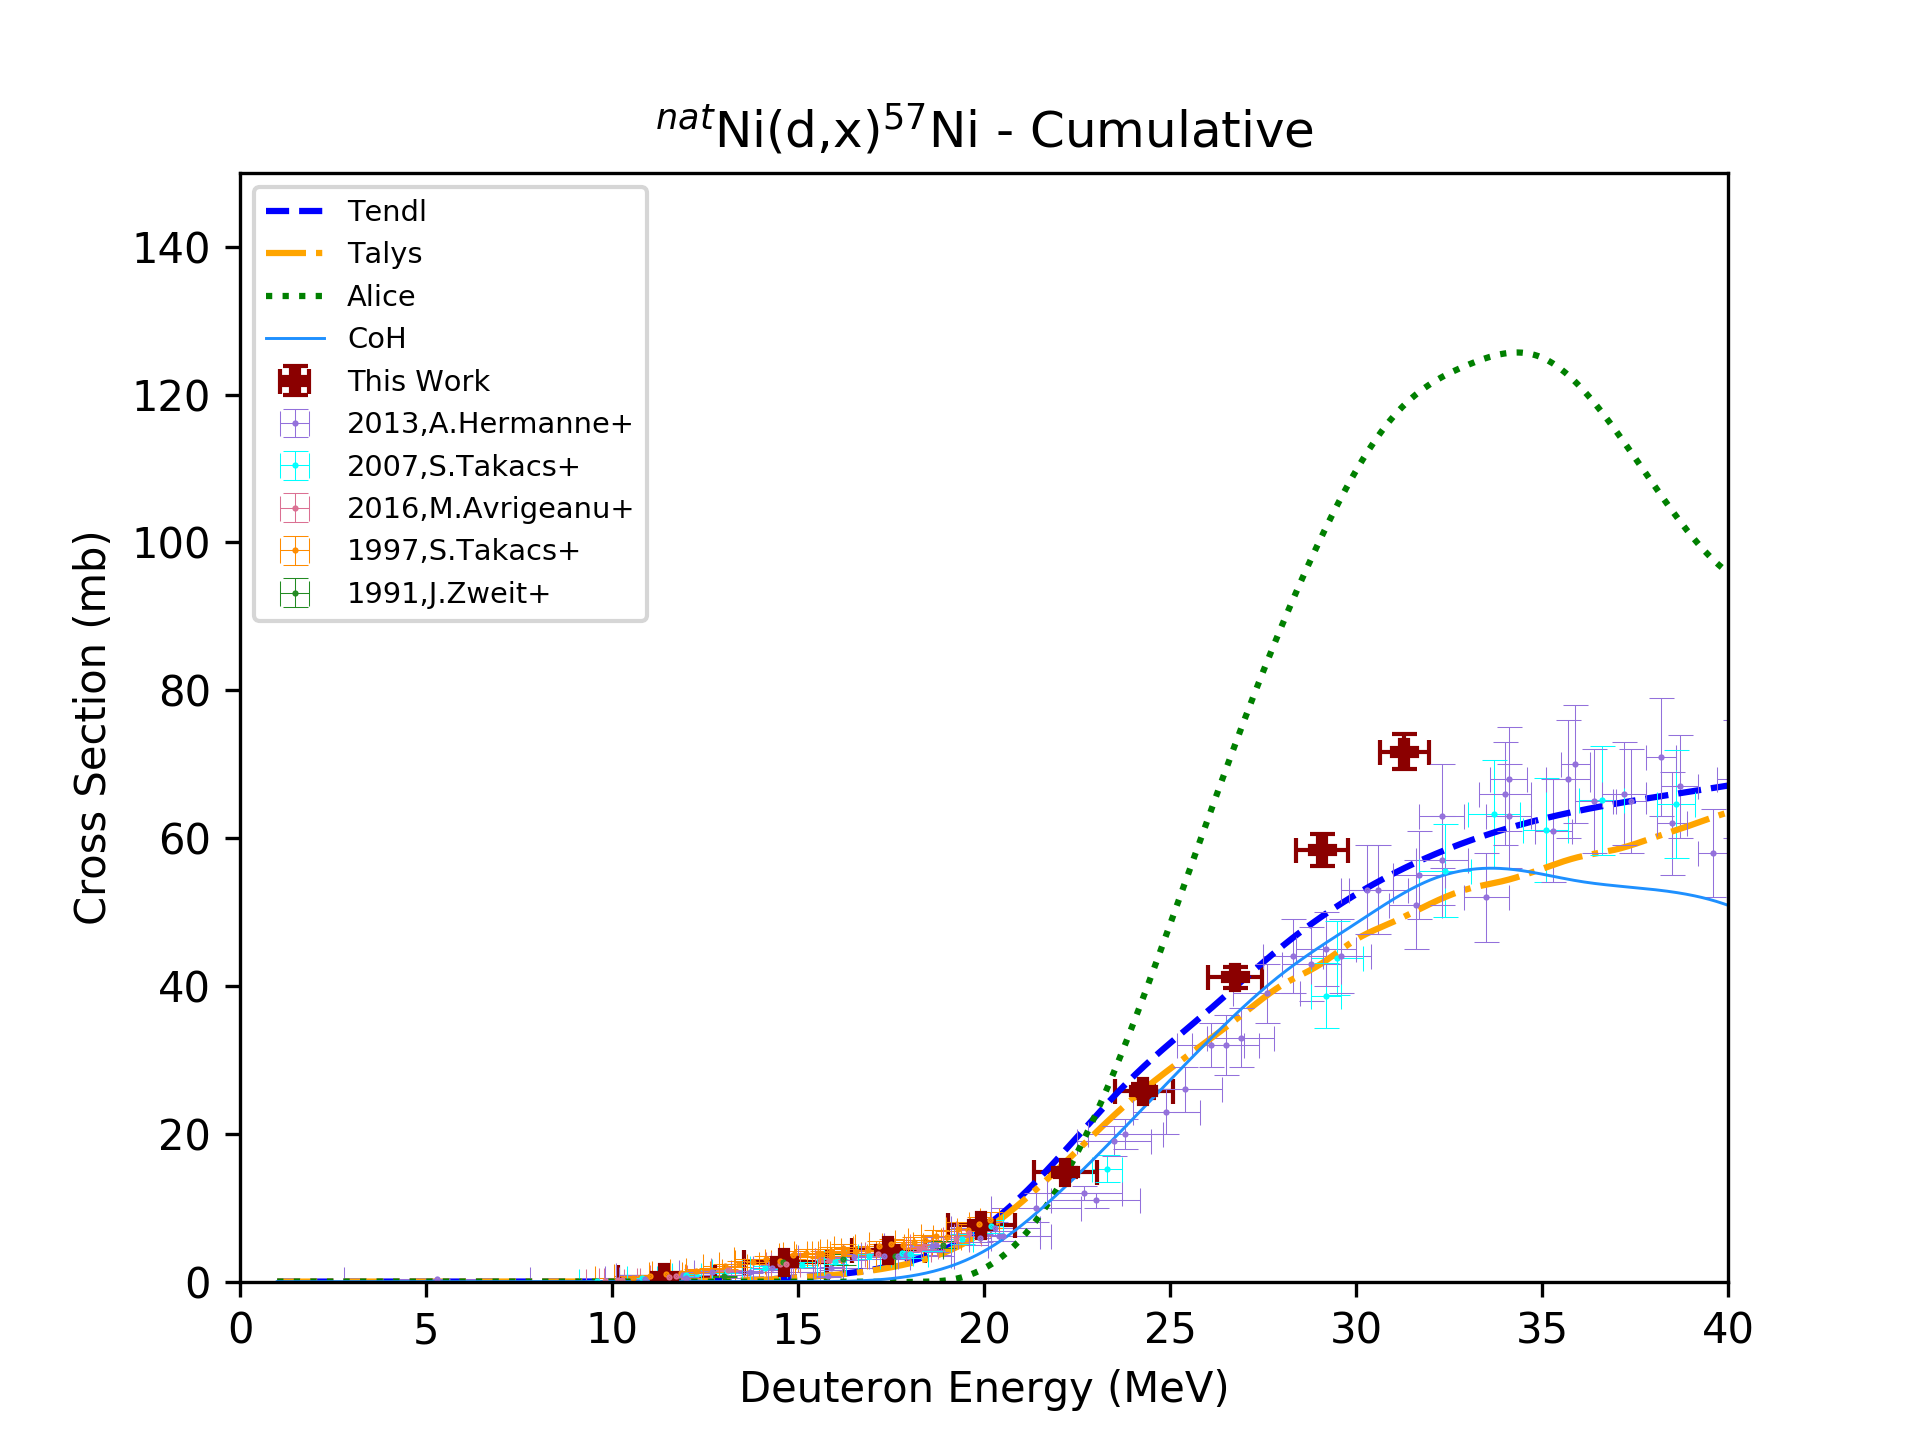 natNi(d,x)57Ni - Cumulative
Tendl
Talys
Alice
CoH
This Work
2013,A.Hermanne+
2007,S.Takacs+
2016,M.Avrigeanu+
1997,S.Takacs+
1991,J.Zweit+
Cross Section (mb)
140
120
100
80
60
40
20
0
0 5 10 15 20 25 30 35 40
Deuteron Energy (MeV)